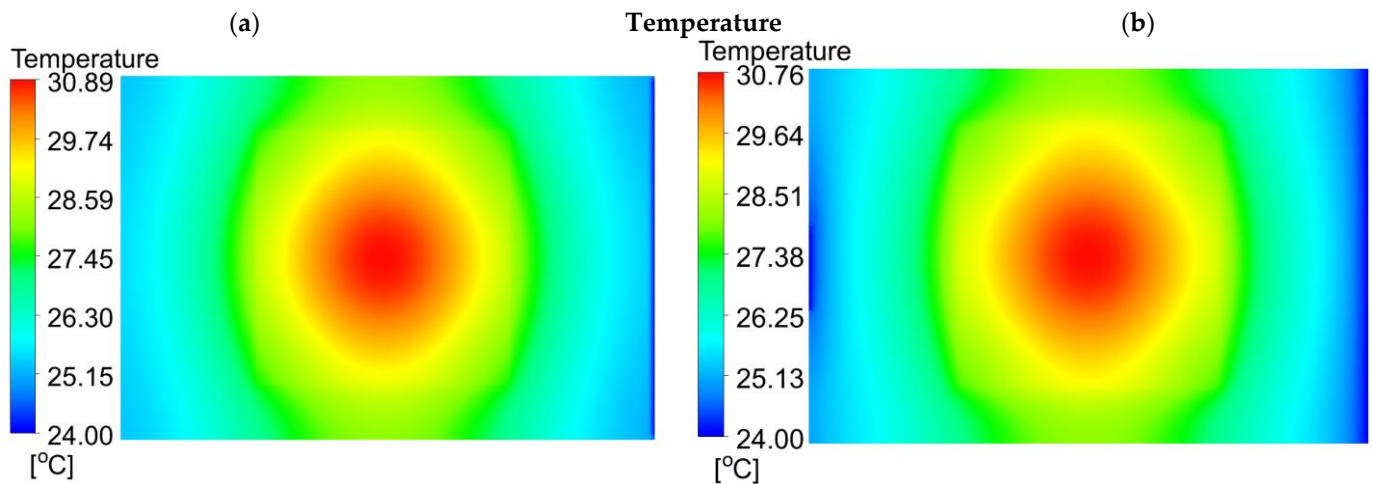 (a) Temperature (b)
Temperature
30.89
29.74
28.59
27.45
26.30
25.15
24.00
[°C]
Temperature
30.76
29.64
28.51
27.38
26.25
25.13
24.00
[°C]